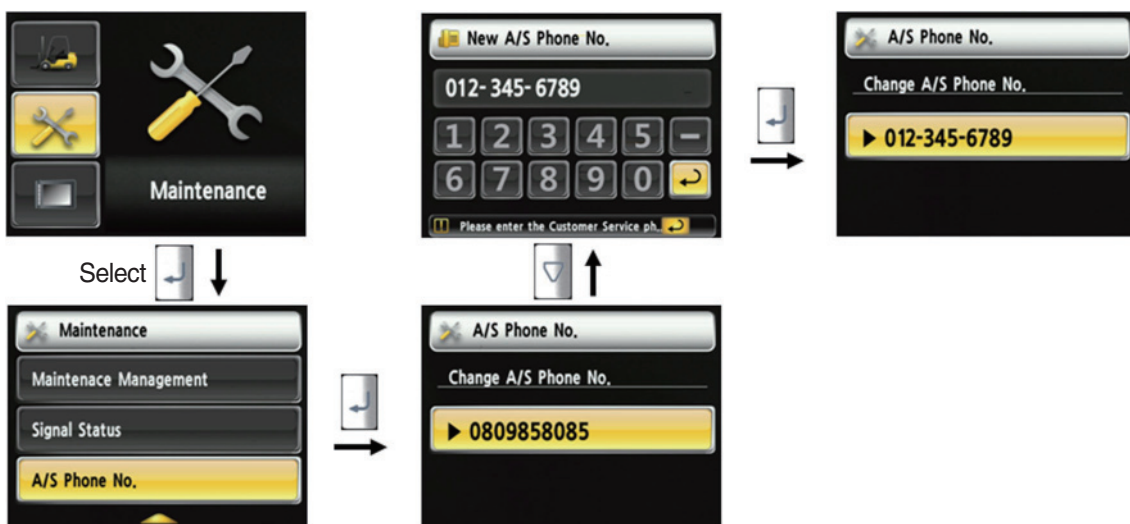 Maintenance
Select
Maintenance
Maintenace Management
Signal Status
A/S Phone No.
A/S Phone No.
Change A/S Phone No.
▶ 0809858085
New A/S Phone No.
012- 345- 6789
1 2 3 4 5 -
6 7 8 9 0
Please enter the Customer Service ph..
A/S Phone No.
Change A/S Phone No.
▶ 012-345-6789